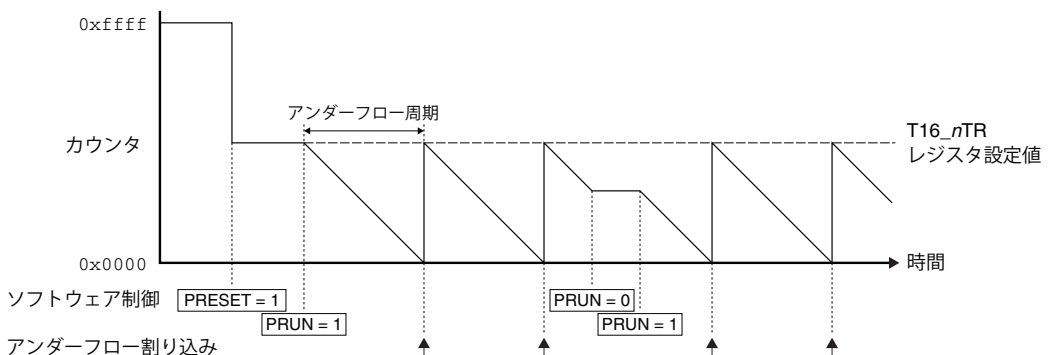 0xffff
アンダーフロー周期
カウンタ
T16_nTR
レジスタ設定値
0x0000
時間
ソフトウェア制御
PRESET = 1
PRUN = 0
PRUN = 1
PRUN = 1
アンダーフロー割り込み